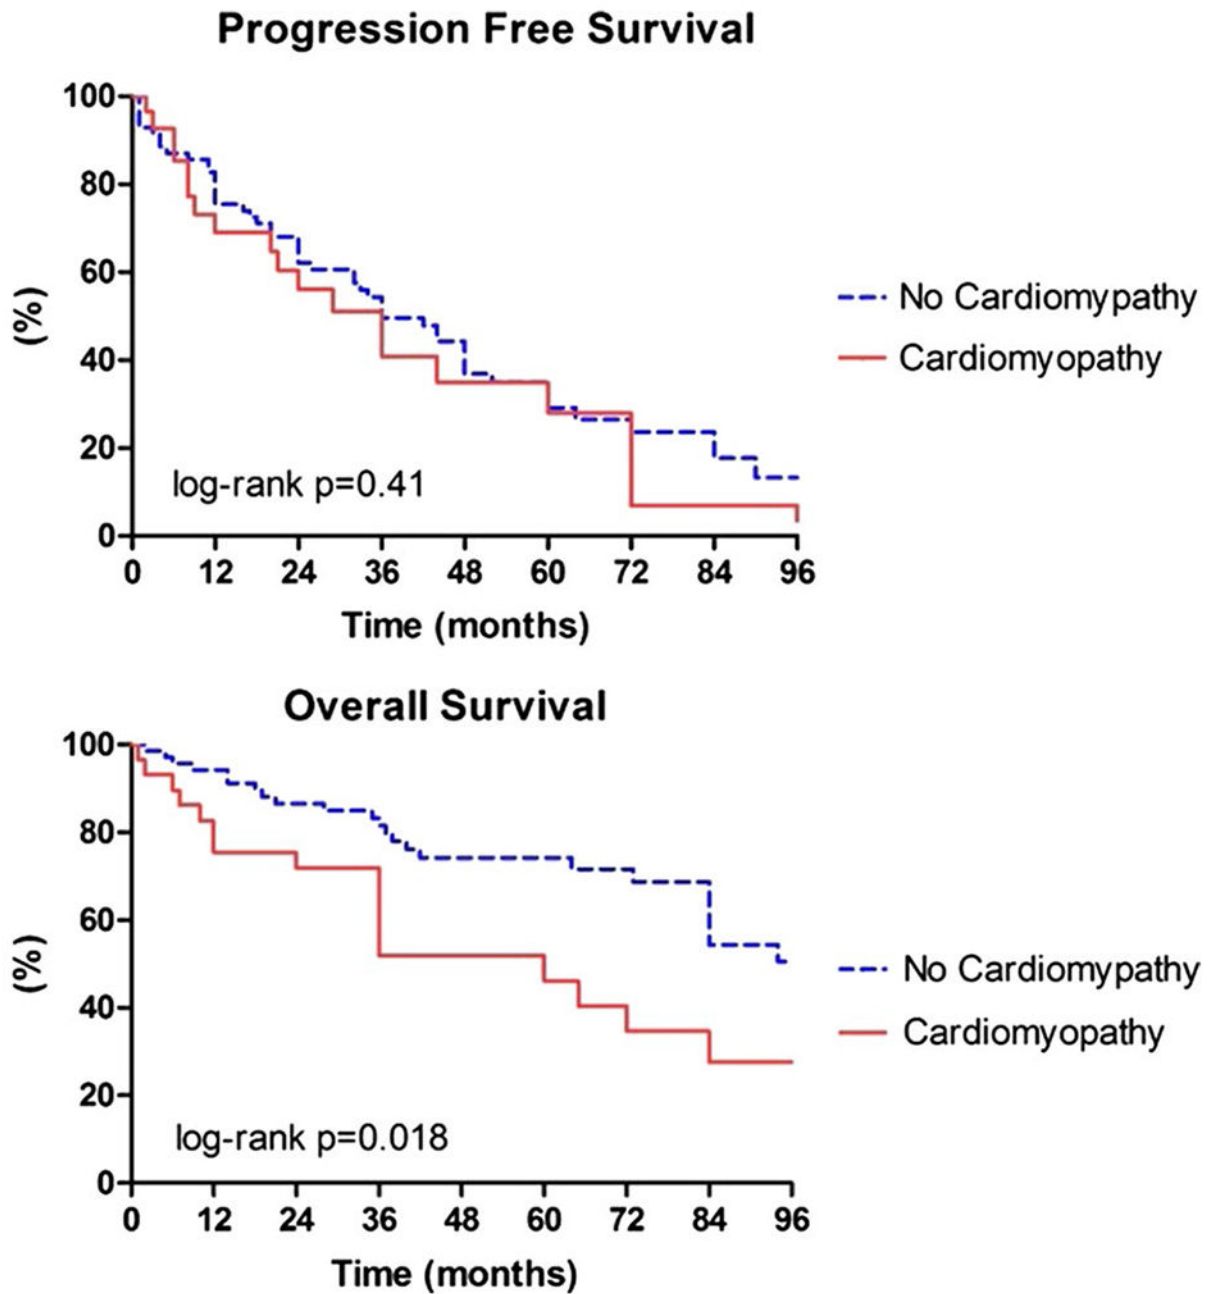 Progression Free Survival
100
80
60
40
20
0
(%)
No Cardiomypathy
Cardiomyopathy
log-rank p=0.41
0 12 24 36 48 60 72 84 96
Time (months)
Overall Survival
100
80
60
40
20
0
(%)
No Cardiomypathy
Cardiomyopathy
log-rank p=0.018
0 12 24 36 48 60 72 84 96
Time (months)